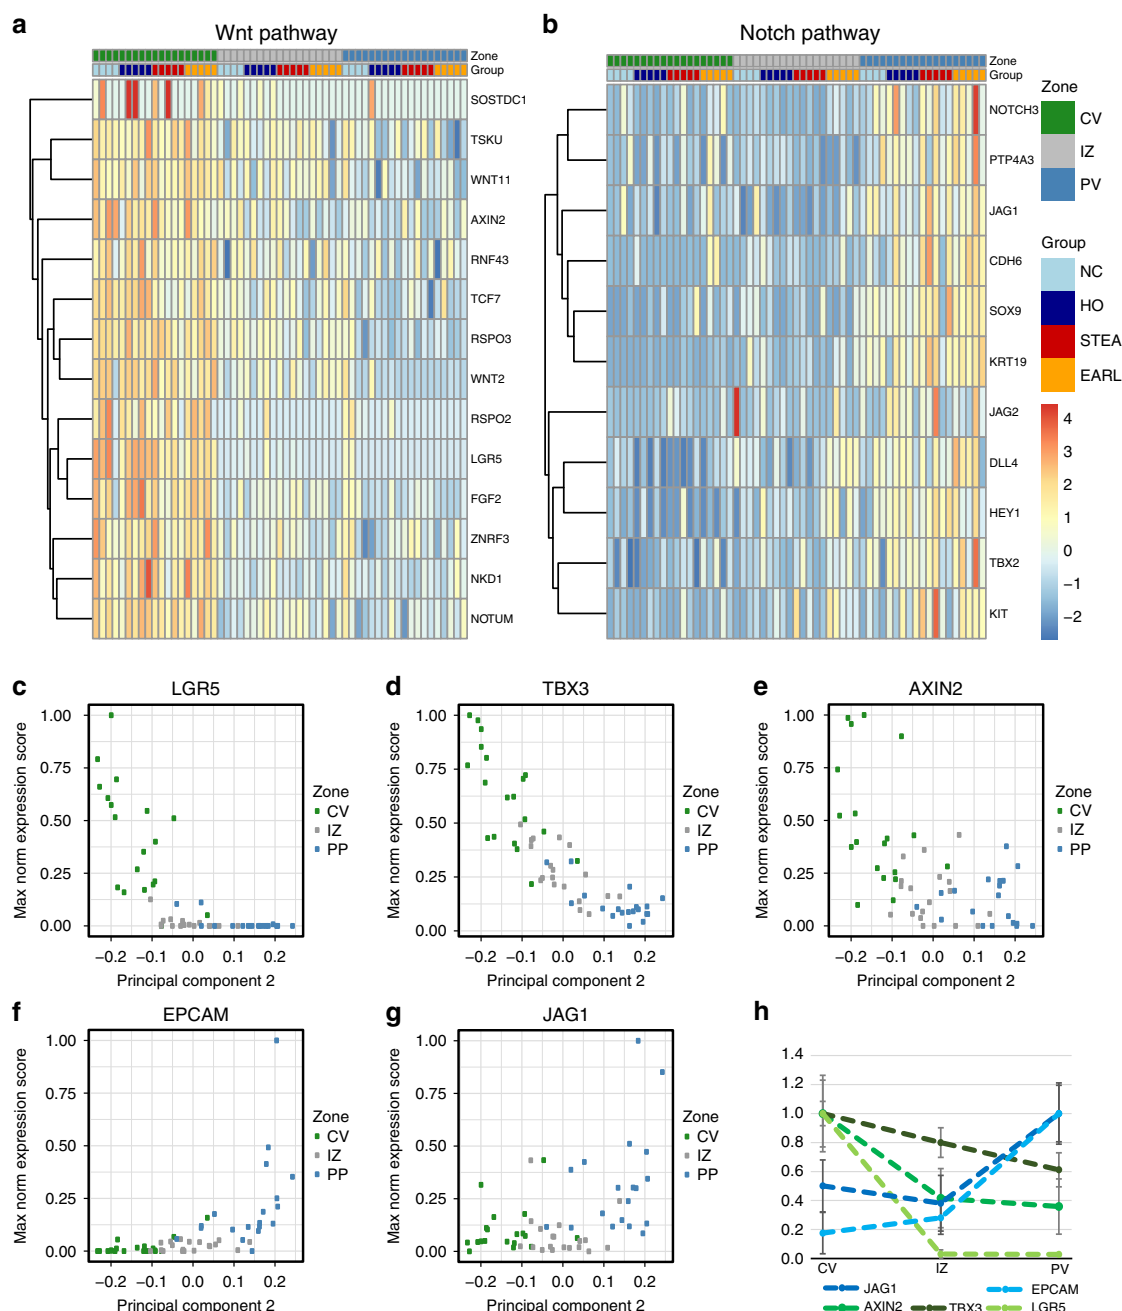 a
Wnt pathway
Zone
Group
SOSTDC1
TSKU
WNT11
AXIN2
RNF43
TCF7
RSPO3
WNT2
RSPO2
LGR5
FGF2
ZNRF3
NKD1
NOTUM
b
Notch pathway
Zone
Group
NOTCH3
PTP4A3
JAG1
CDH6
SOX9
KRT19
JAG2
DLL4
HEY1
TBX2
KIT
Zone
CV
IZ
PV
Group
NC
HO
STEA
EARL
4
3
2
1
0
−1
−2
c
LGR5
Max norm expression score
1.00
0.75
0.50
0.25
0.00
−0.2 −0.1 0.0 0.1 0.2
Principal component 2
Zone
CV
IZ
PP
d
TBX3
Max norm expression score
1.00
0.75
0.50
0.25
0.00
−0.2 −0.1 0.0 0.1 0.2
Principal component 2
Zone
CV
IZ
PP
e
AXIN2
Max norm expression score
1.00
0.75
0.50
0.25
0.00
−0.2 −0.1 0.0 0.1 0.2
Principal component 2
Zone
CV
IZ
PP
f
EPCAM
Max norm expression score
1.00
0.75
0.50
0.25
0.00
−0.2 −0.1 0.0 0.1 0.2
Principal component 2
Zone
CV
IZ
PP
g
JAG1
Max norm expression score
1.00
0.75
0.50
0.25
0.00
−0.2 −0.1 0.0 0.1 0.2
Principal component 2
Zone
CV
IZ
PP
h
1.4
1.2
1.0
0.8
0.6
0.4
0.2
0.0
CV IZ PV
JAG1 EPCAM
AXIN2 TBX3 LGR5